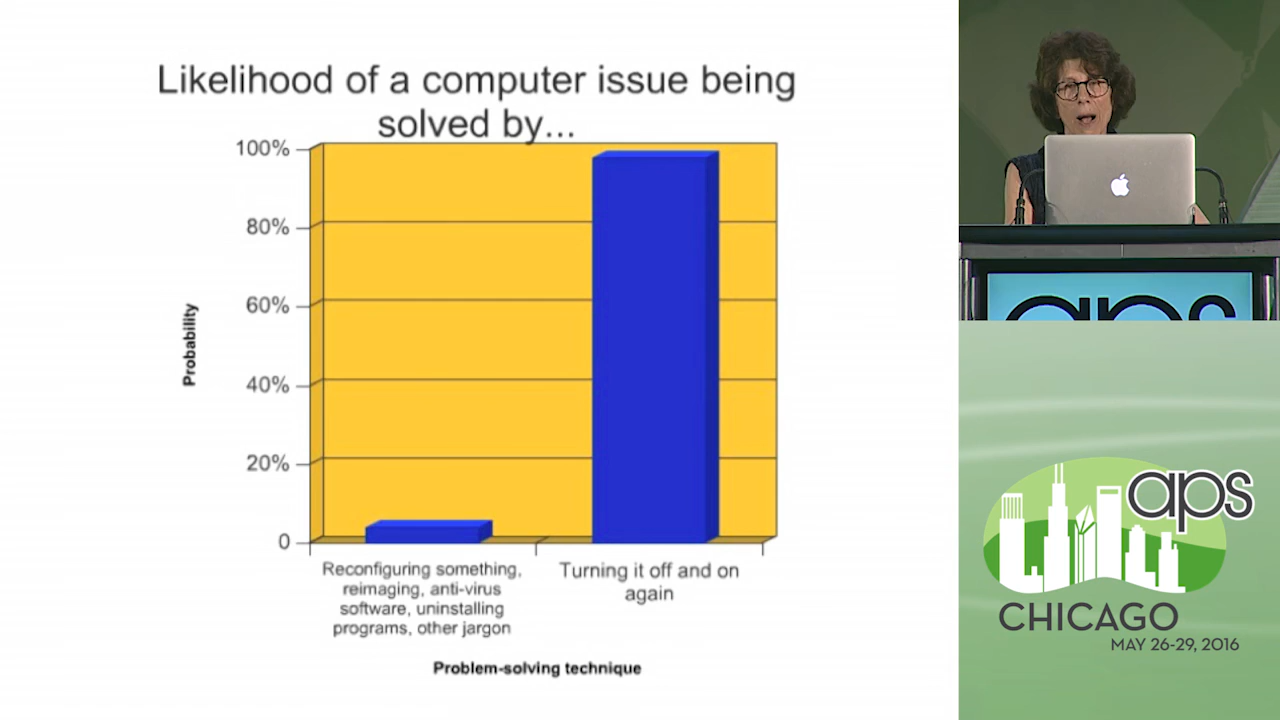 Likelihood of a computer issue being
solved by...
100%
80%
60%
40%
20%
0
Probability
Reconfiguring something,
reimaging, anti-virus
software, uninstalling
programs, other jargon
Turning it off and on
again
Problem-solving technique
aps
aps
CHICAGO
MAY 26-29, 2016